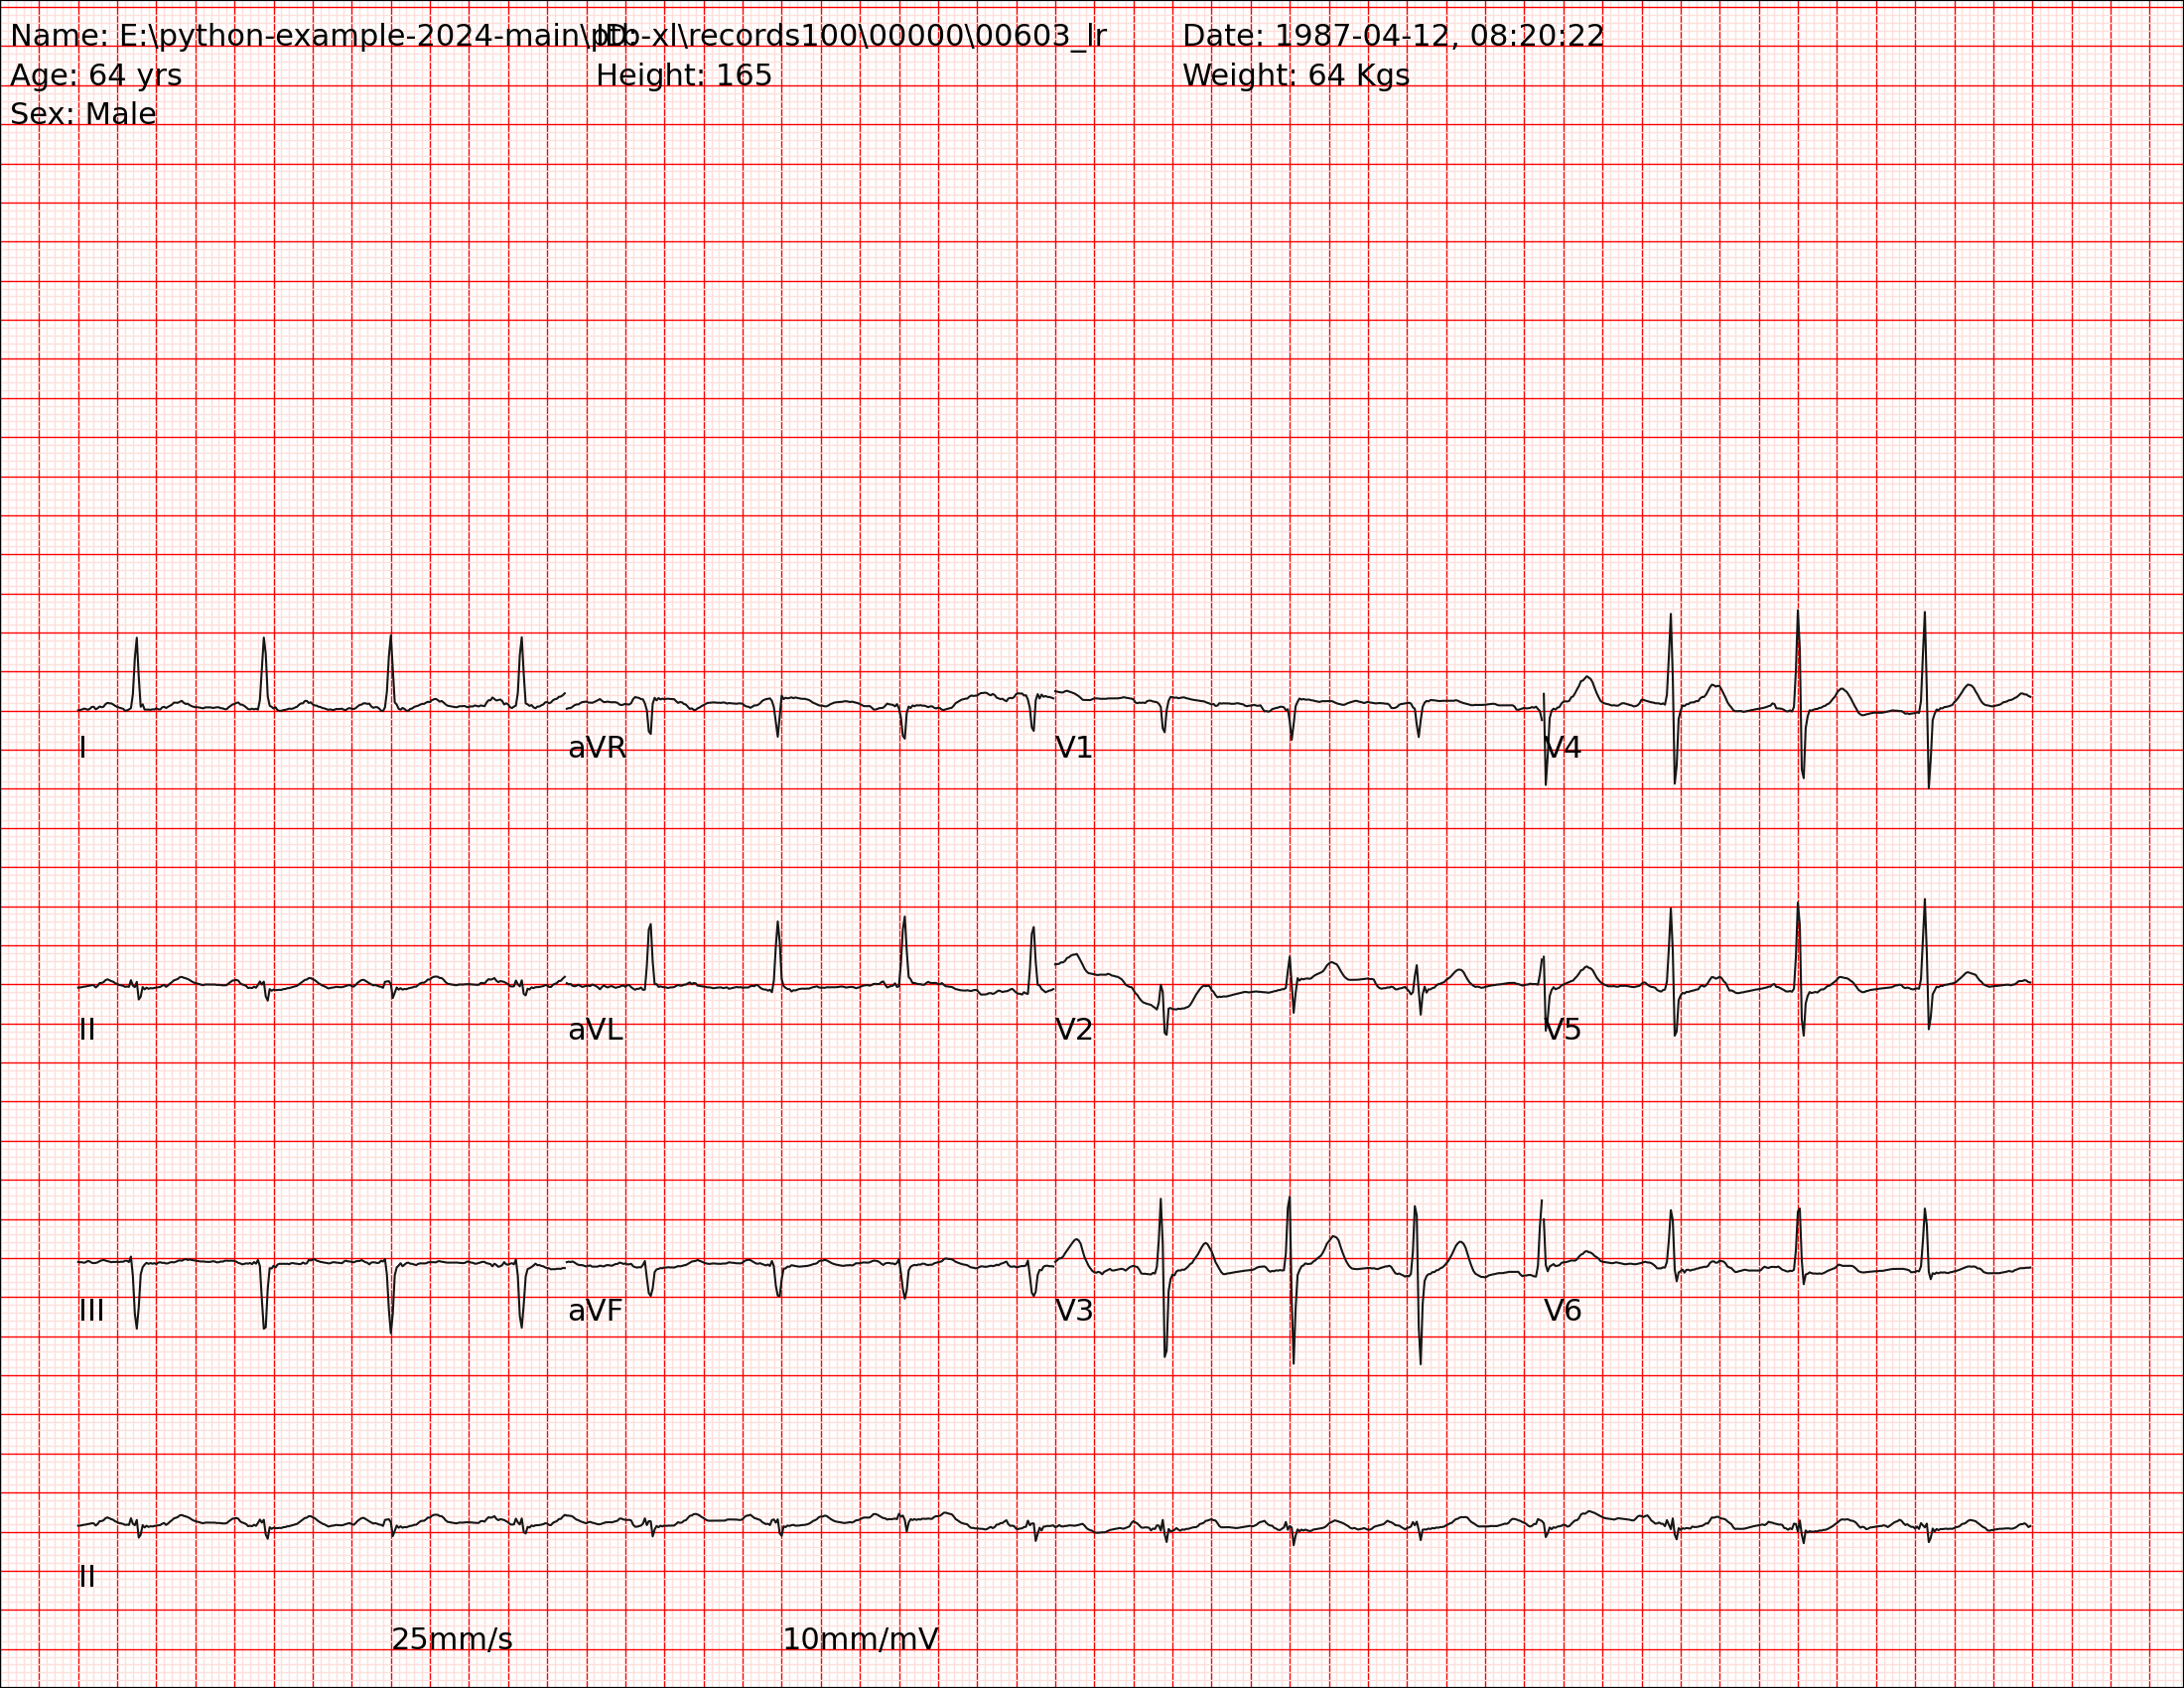 Name: E:\python-example-2024-main\ptb-xl\records100\00000\00603_lr ID: Date: 1987-04-12, 08:20:22
Age: 64 yrs Height: 165 Weight: 64 Kgs
Sex: Male
I aVR V1 V4
II aVL V2 V5
III aVF V3 V6
II
25mm/s 10mm/mV